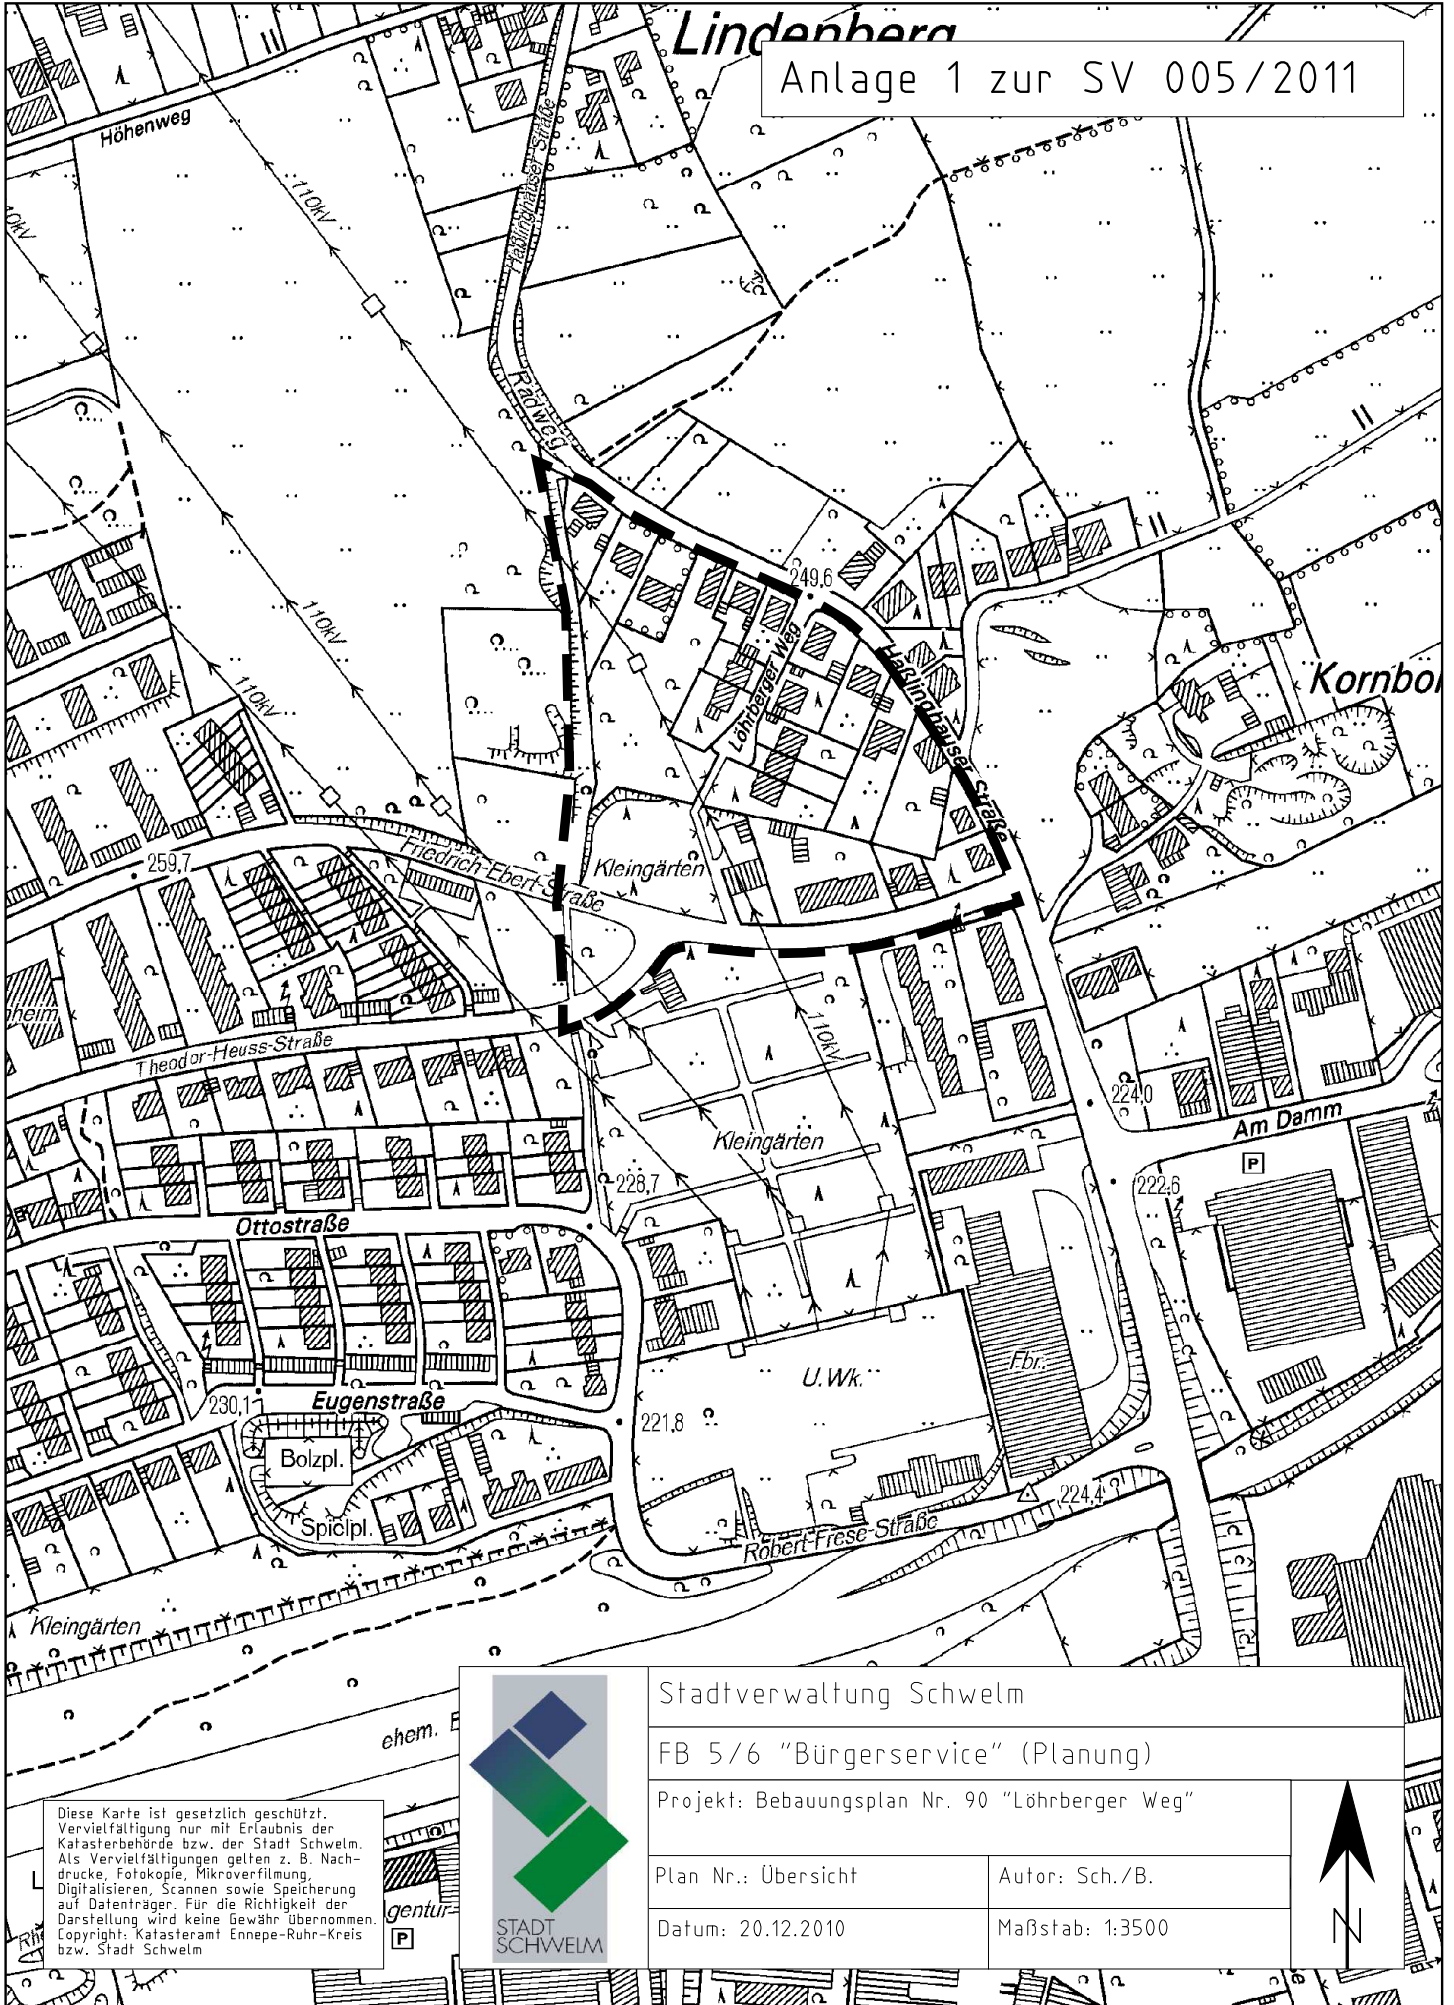 Lindenberg
Anlage 1 zur SV 005/2011
Höhenweg
Haßlinghauser Straße
110kV
110kV
Radweg
249,6
110kV
110kV
Löhrberger Weg
Haßlinghauser Straße
259,7
Friedrich-Ebert-Straße
Kleingärten
110kV
Theodor-Heuss-Straße
224,0
Am Damm
Kleingärten
P
228,7
222,6
Ottostraße
Fbr.
U.Wk.
230,1
Eugenstraße
221,8
Bolzpl.
Spielpl.
224,4
Robert-Frese-Straße
Kleingärten
ehem.
Stadtverwaltung Schwelm
FB 5/6 "Bürgerservice" (Planung)
Projekt: Bebauungsplan Nr. 90 "Löhrberger Weg"
Plan Nr.: Übersicht
Autor: Sch./B.
Datum: 20.12.2010
Maßstab: 1:3500
N
STADT
SCHWELM
Diese Karte ist gesetzlich geschützt.
Vervielfältigung nur mit Erlaubnis der
Katasterbehörde bzw. der Stadt Schwelm.
Als Vervielfältigungen gelten z. B. Nach-
drucke, Fotokopie, Mikroverfilmung,
Digitalisieren, Scannen sowie Speicherung
auf Datenträger. Für die Richtigkeit der
Darstellung wird keine Gewähr übernommen.
Copyright: Katasteramt Ennepe-Ruhr-Kreis
bzw. Stadt Schwelm
P